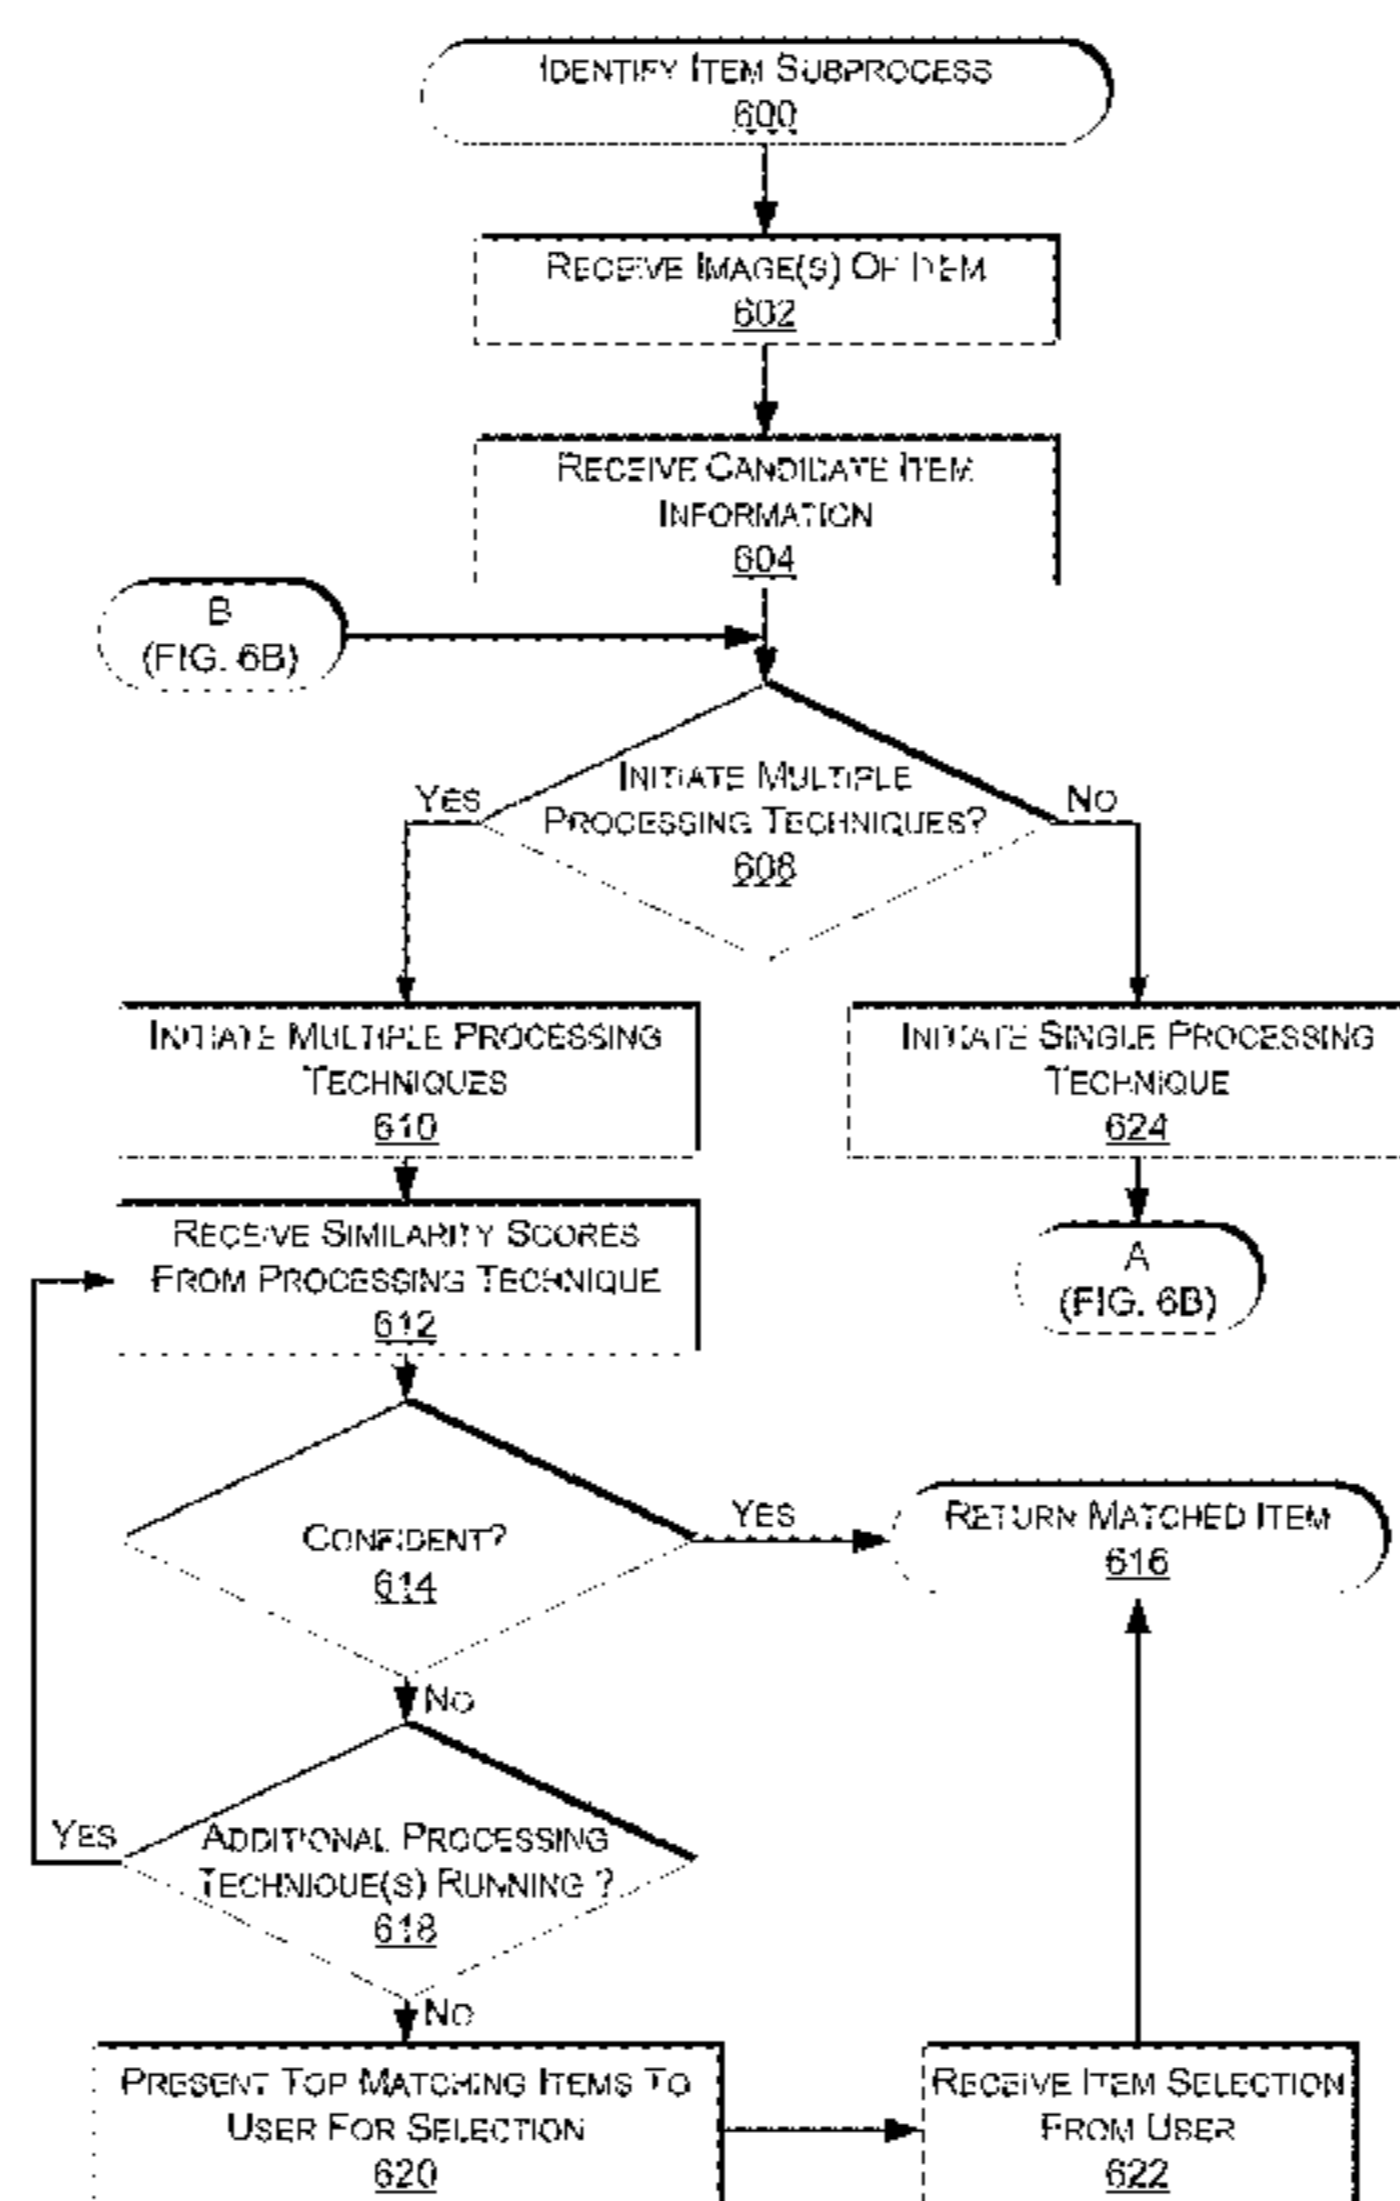 IDENTIFY ITEM SUBPROCESS
600
RECEIVE IMAGE(S) OF ITEM
602
RECEIVE CANDIDATE ITEM
INFORMATION
604
B
(FIG. 6B)
INITIATE MULTIPLE
PROCESSING TECHNIQUES?
608
YES
NO
INITIATE MULTIPLE PROCESSING
TECHNIQUES
610
INITIATE SINGLE PROCESSING
TECHNIQUE
624
RECEIVE SIMILARITY SCORES
FROM PROCESSING TECHNIQUE
612
A
(FIG. 6B)
CONFIDENT?
614
YES
RETURN MATCHED ITEM
616
NO
YES
ADDITIONAL PROCESSING
TECHNIQUE(S) RUNNING ?
618
NO
PRESENT TOP MATCHING ITEMS TO
USER FOR SELECTION
620
RECEIVE ITEM SELECTION
FROM USER
622